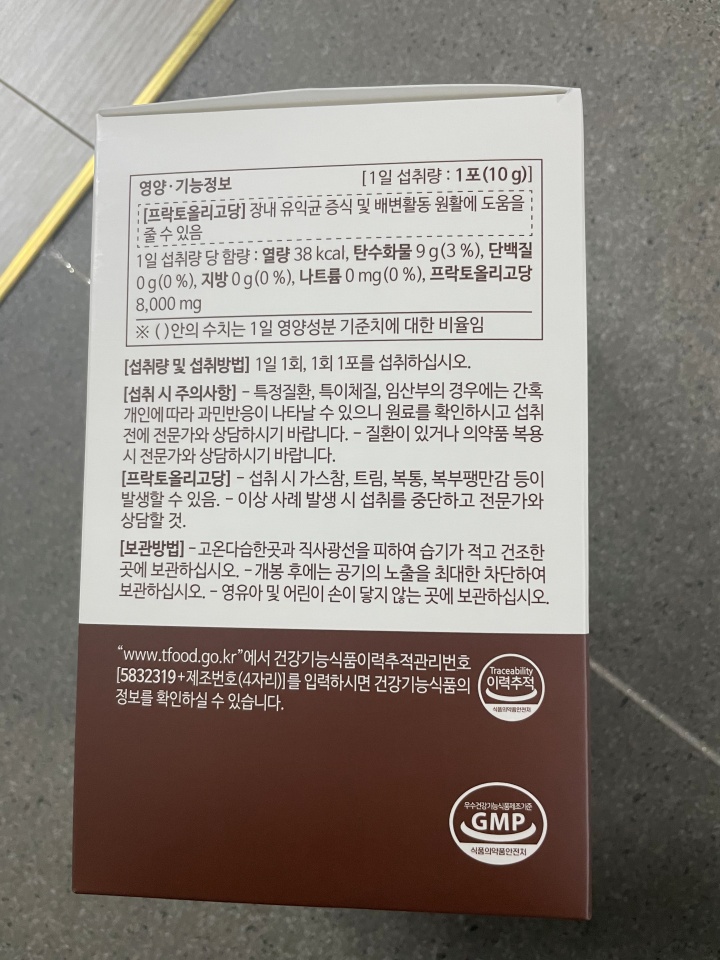 영양·기능정보 [1일 섭취량 : 1포(10 g)]
[프락토올리고당] 장내 유익균 증식 및 배변활동 원활에 도움을
줄 수 있음
1일 섭취량 당 함량 : 열량 38 kcal, 탄수화물 9 g(3 %), 단백질
0 g(0 %), 지방 0 g(0 %), 나트륨 0 mg(0 %), 프락토올리고당
8,000 mg
※ ( )안의 수치는 1일 영양성분 기준치에 대한 비율임
[섭취량 및 섭취방법] 1일 1회, 1회 1포를 섭취하십시오.
[섭취 시 주의사항] – 특정질환, 특이체질, 임산부의 경우에는 간혹
개인에따라 과민반응이 나타날 수 있으니 원료를 확인하시고 섭취
전에 전문가와 상담하시기 바랍니다. – 질환이 있거나 의약품 복용
시 전문가와 상담하시기 바랍니다.
[프락토올리고당] – 섭취 시 가스참, 트림, 복통, 복부팽만감 등이
발생할 수 있음. – 이상 사례 발생 시 섭취를 중단하고 전문가와
상담할 것.
[보관방법] –고온다습한곳과 직사광선을 피하여 습기가 적고 건조한
곳에 보관하십시오. –개봉 후에는 공기의 노출을 최대한 차단하여
보관하십시오. – 영유아 및 어린이 손이 닿지 않는 곳에 보관하십시오.
“www.tfood.go.kr”에서 건강기능식품이력추적관리번호
[5832319+제조번호(4자리)]를 입력하시면 건강기능식품의
정보를 확인하실 수 있습니다.
Traceability
이력추적
식품의약품안전처
우수건강기능식품제조기준
GMP
식품의약품안전처